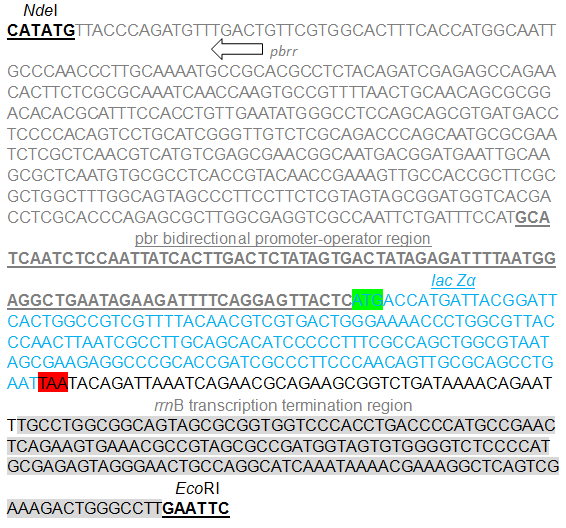 NdeI
CATATGTTACCCAGATGTTTGACTGTTCGTGGCACTTTCACCATGGCAATT
pbrr
GCCCAACCCTTGCAAAATGCCGCACGCCTCTACAGATCGAGAGCCAGAA
CACTTCTCGCGCAAATCAACCAAGTGCCGTTTTAACTGCAACAGCGCGG
ACACACGCATTTCCACCTGTTGAATATGGGCCTCCAGCAGCGTGATGACC
TCCCCACAGTCCTGCATCGGGTTGTCTCGCAGACCCAGCAATGCGCGAA
TCTCGCTCAACGTCATGTCGAGCGAACGGCAATGACGGATGAATTGCAA
GCGCTCAATGTGCGCCTCACCGTACAACCGAAAGTTGCCACCGCTTCGC
GCTGGCTTTGGCAGTAGCCCTTCCTTCTCGTAGTAGCGGATGGTCACGA
CCTCGCACCCAGAGCGCTTGGCGAGGTCGCCAATTCTGATTTCCATGCA
pbr bidirectional promoter-operator region
TCAATCTCCAATTATCACTTGACTCTATAGTGACTATAGAGATTTTAATGG
lac Zα
AGGCTGAATAGAAGATTTTCAGGAGTTACTCATGACCATGATTACGGATT
CACTGGCCGTCGTTTTACAACGTCGTGACTGGGAAAACCCTGGCGTTAC
CCAACTTAATCGCCTTGCAGCACATCCCCCTTTCGCCAGCTGGCGTAAT
AGCGAAGAGGCCCGCACCGATCGCCCTTCCCAACAGTTGCGCAGCCTG
AATTAATACAGATTAAATCAGAACGCAGAAGCGGTCTGATAAAACAGAAT
rrnB transcription termination region
TTGCCTGGCGGCAGTAGCGCGGTGGTCCCACCTGACCCCATGCCGAAC
TCAGAAGTGAAACGCCGTAGCGCCGATGGTAGTGTGGGGTCTCCCCAT
GCGAGAGTAGGGAACTGCCAGGCATCAAATAAAACGAAAGGCTCAGTCG
EcoRI
AAAGACTGGGCCTTGAATTC